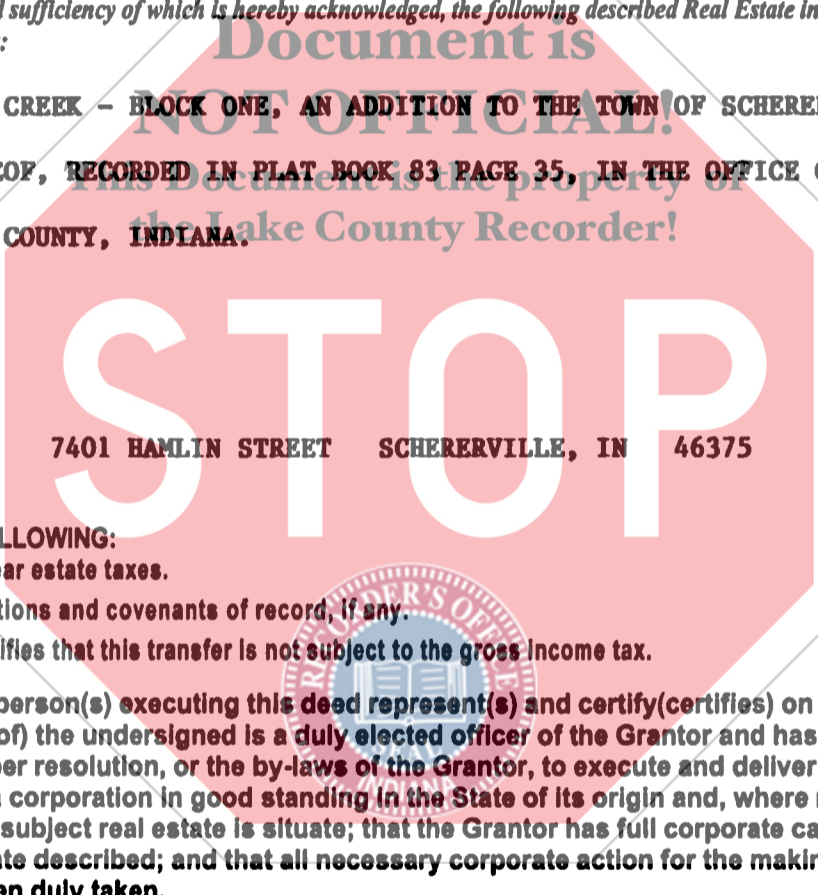 sufficiency of which is hereby acknowledged, the following described Real Estate in
:
Document is
CREEK - BLOCK ONE, AN ADDITION TO THE TOWN OF SCHERE
NOT OFFICIAL!
OF, RECORDED IN PLAT BOOK 83 PAGE 35, IN THE OFFICE
This Document is the property of
the Lake County Recorder!
COUNTY, INDIANA.
STOP
7401 HAMLIN STREET SCHERERVILLE, IN 46375
LLOWING:
ar estate taxes.
tions and covenants of record, if any.
ifies that this transfer is not subject to the gross income tax.
RECORDER'S OFFICE
SEAL
INDIANA
person(s) executing this deed represent(s) and certify(certifies) on
of) the undersigned is a duly elected officer of the Grantor and has
er resolution, or the by-laws of the Grantor, to execute and deliver
corporation in good standing in the State of its origin and, where
subject real estate is situate; that the Grantor has full corporate ca
te described; and that all necessary corporate action for the makin
en duly taken.